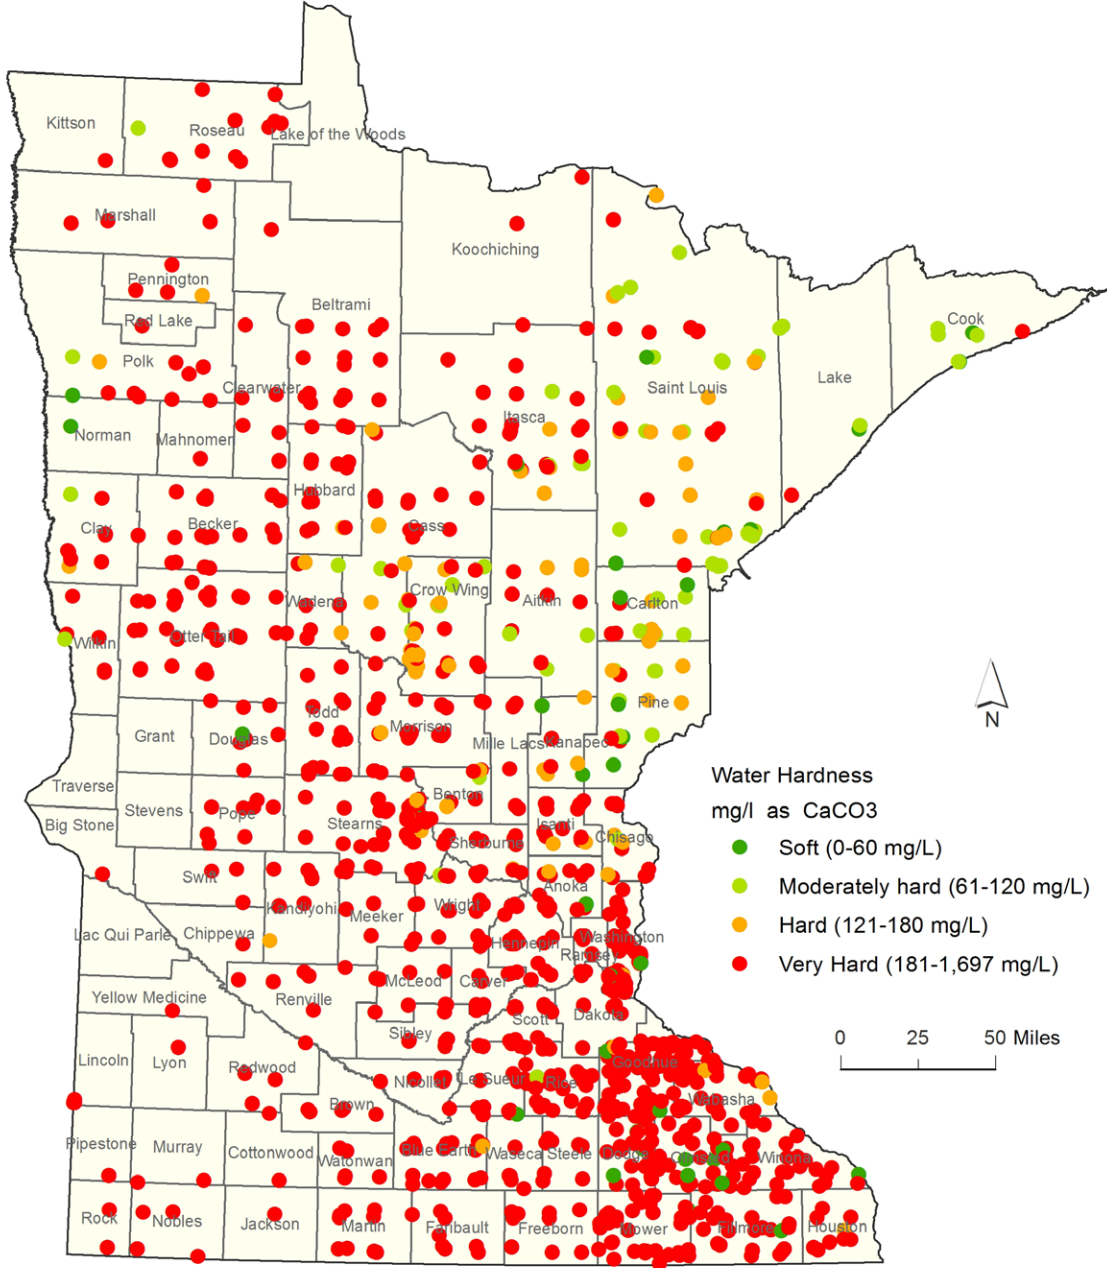 Kittson
Roseau
Lake of the Woods
Marshall
Koochiching
Pennington
Beltrami
Red Lake
Cook
Polk
Clearwater
Saint Louis
Lake
Itasca
Norman
Mahnomen
Hubbard
Clay
Becker
Cass
Wadena
Crow Wing
Aitkin
Carlton
Wilkin
Otter Tail
N
Todd
Pine
Grant
Douglas
Morrison
Mille Lacs
Kanabec
Traverse
Stevens
Pope
Benton
Big Stone
Stearns
Isanti
Sherburne
Chisago
Water Hardness
mg/l as CaCO3
Soft (0-60 mg/L)
Moderately hard (61-120 mg/L)
Hard (121-180 mg/L)
Very Hard (181-1,697 mg/L)
Swift
Anoka
Kandiyohi
Meeker
Wright
Lac Qui Parle
Chippewa
Hennepin
Washington
Ramsey
McLeod
Carver
Yellow Medicine
Renville
Scott
Dakota
Sibley
0 25 50 Miles
Lincoln
Lyon
Redwood
Goodhue
Nicollet
Le Sueur
Rice
Brown
Wabasha
Pipestone
Murray
Cottonwood
Watonwan
Blue Earth
Waseca
Steele
Dodge
Olmsted
Winona
Rock
Nobles
Jackson
Martin
Faribault
Freeborn
Mower
Fillmore
Houston